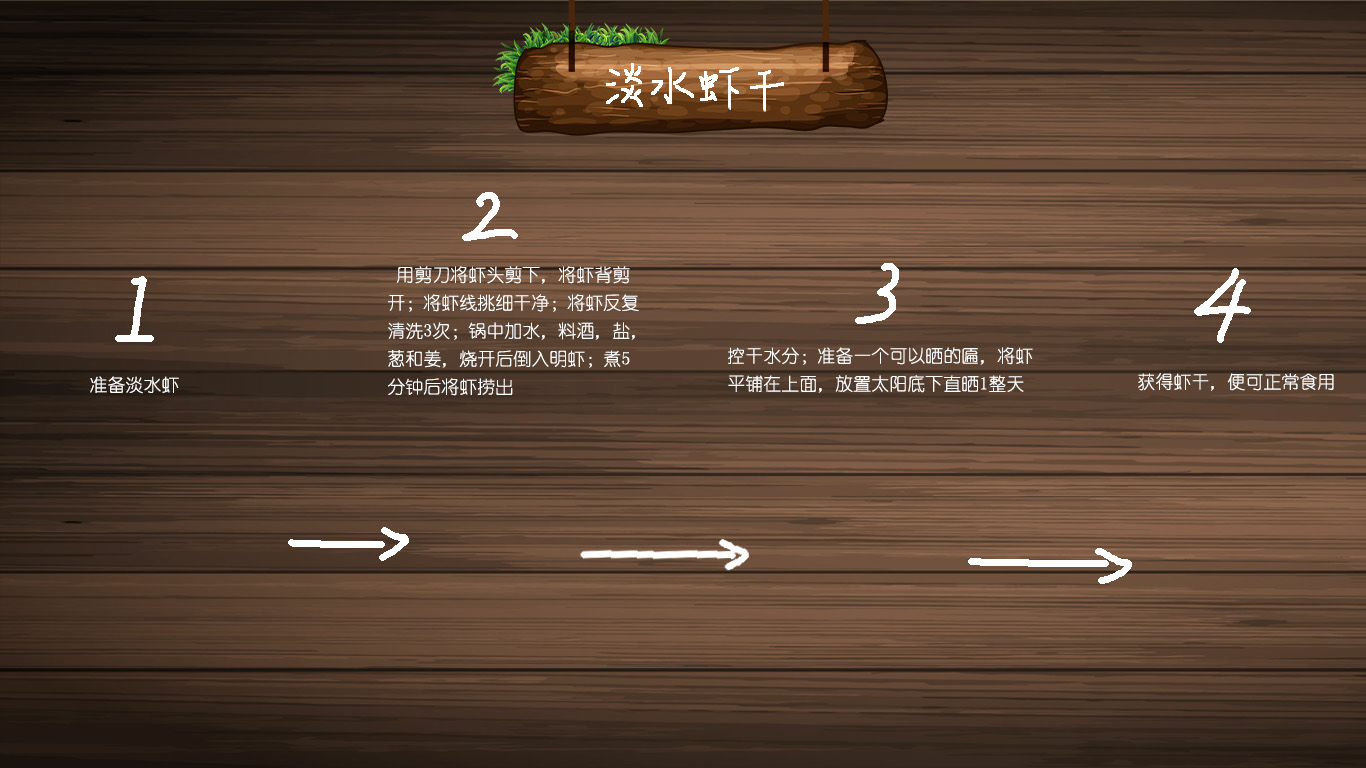 淡水虾干
1
准备淡水虾
2
用剪刀将虾头剪下，将虾背剪
开；将虾线挑细干净；将虾反复
清洗3次；锅中加水，料酒，盐，
葱和姜，烧开后倒入明虾；煮5
分钟后将虾捞出
3
控干水分；准备一个可以晒的匾，将虾
平铺在上面，放置太阳底下直晒1整天
4
获得虾干，便可正常食用